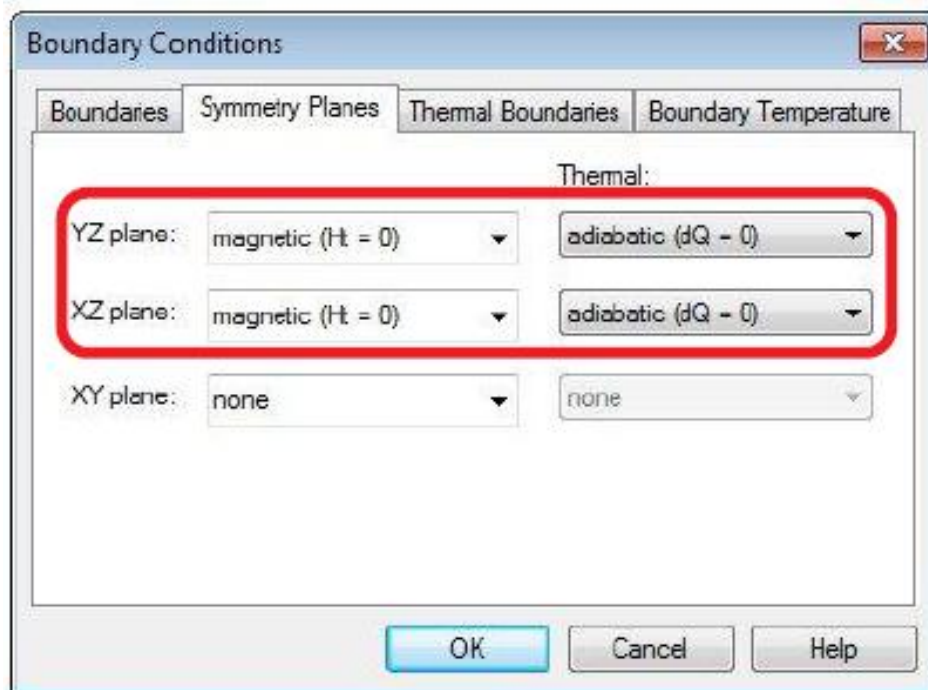 Boundary Conditions
Boundaries Symmetry Planes Thermal Boundaries Boundary Temperature
Thermal:
YZ plane: magnetic (Ht = 0) adiabatic (dQ = 0)
XZ plane: magnetic (Ht = 0) adiabatic (dQ = 0)
XY plane: none none
OK Cancel Help